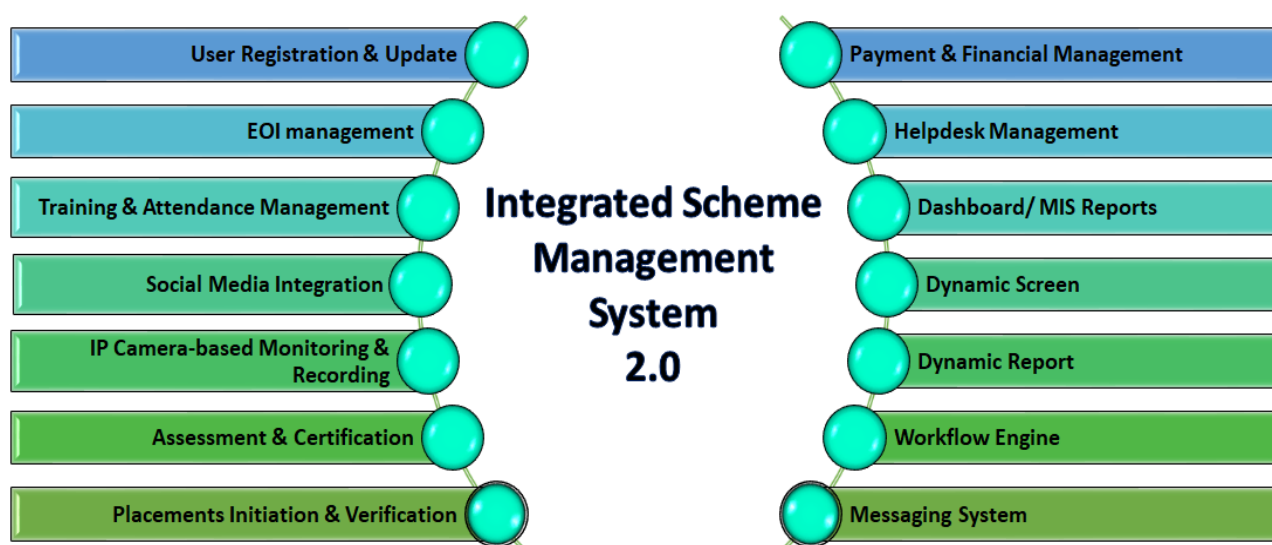 User Registration & Update
EOI management
Training & Attendance Management
Social Media Integration
IP Camera-based Monitoring &
Recording
Assessment & Certification
Placements Initiation & Verification
Integrated Scheme
Management
System
2.0
Payment & Financial Management
Helpdesk Management
Dashboard/ MIS Reports
Dynamic Screen
Dynamic Report
Workflow Engine
Messaging System